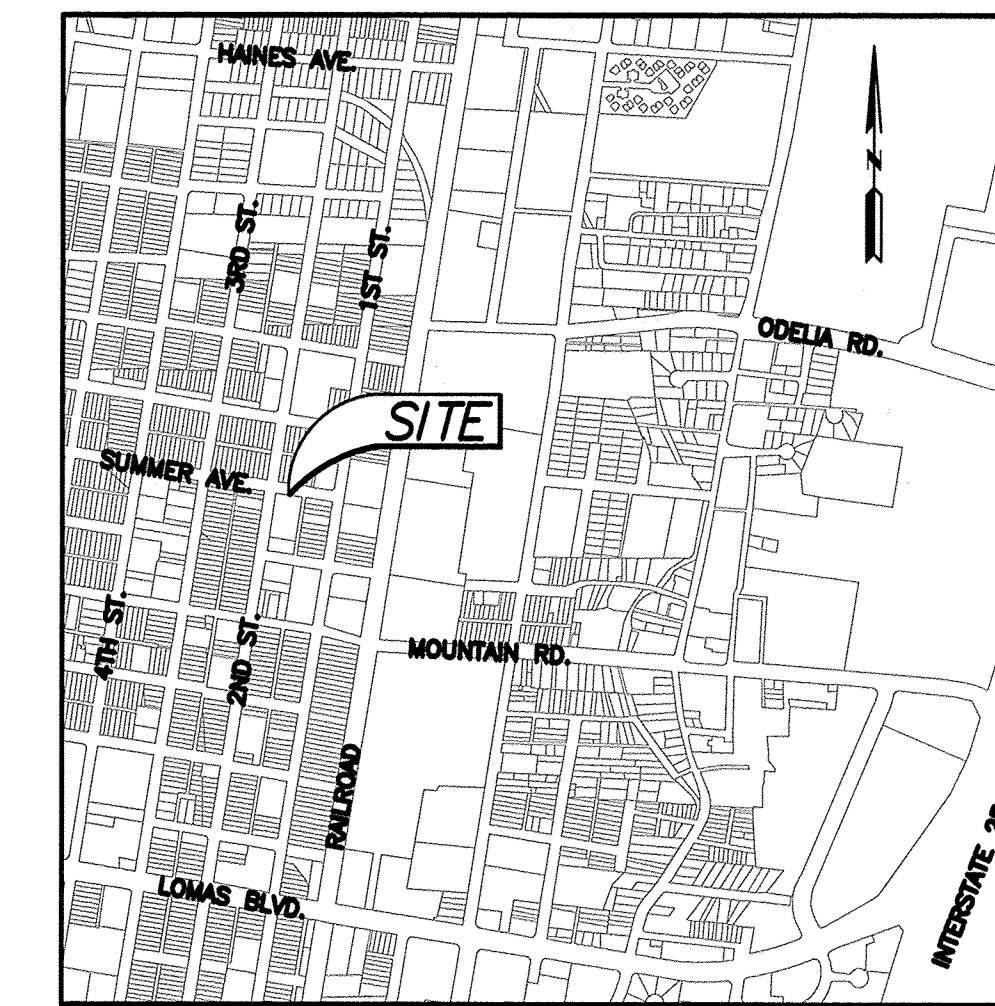 HAINES AVE.
N
3RD ST.
1ST ST.
ODELIA RD.
SITE
SUMMER AVE.
4TH ST.
2ND ST.
MOUNTAIN RD.
RAILROAD
LOMAS BLVD.
INTERSTATE